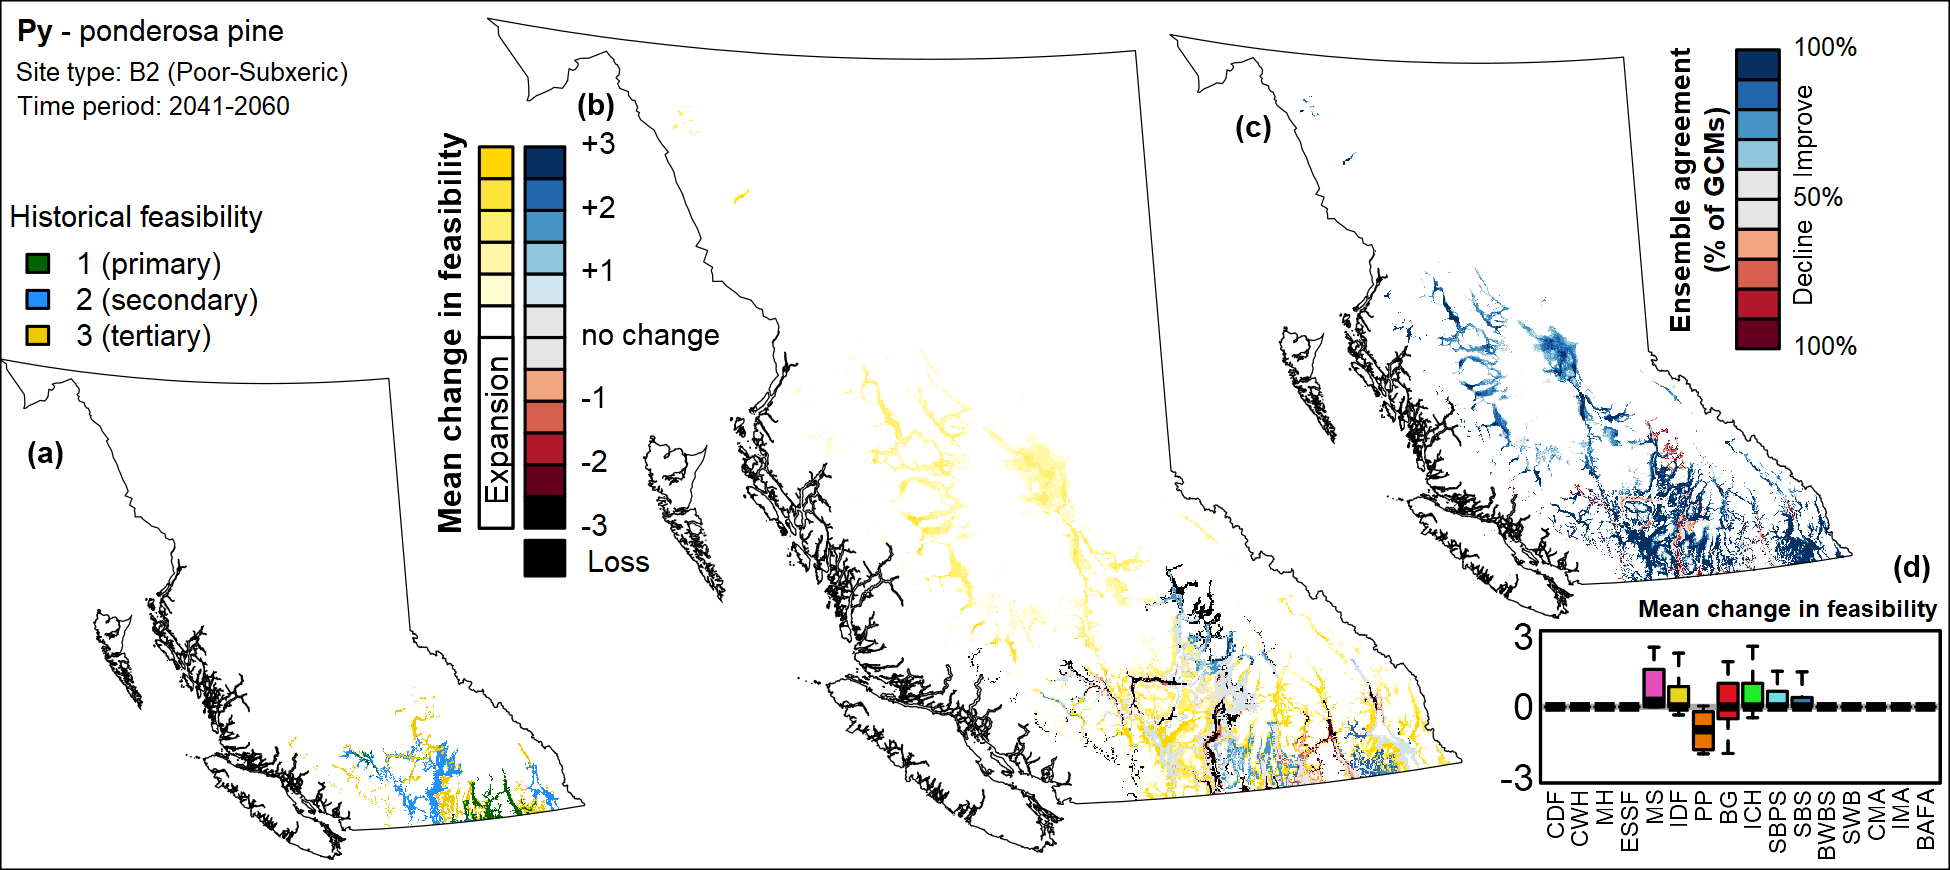 Py - ponderosa pine
Site type: B2 (Poor-Subxeric)
Time period: 2041-2060
Historical feasibility
1 (primary)
2 (secondary)
3 (tertiary)
(a)
(b)
Mean change in feasibility
Expansion
+3
+2
+1
no change
-1
-2
-3
Loss
(c)
Ensemble agreement
(% of GCMs)
100%
Improve
50%
Decline
100%
(d)
Mean change in feasibility
3
0
-3
CDF
CWH
MH
ESSF
MS
IDF
PP
BG
ICH
SBPS
SBS
BWBS
SWB
CMA
IMA
BAFA